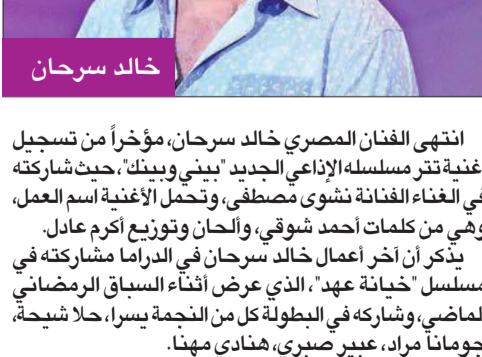 خالد سرحان
انتهى الفنان المصري خالد سرحان، مؤخراً من تسجيل
أغنية تتر مسلسله الإذاعي الجديد "بيني وبينك"، حيث شاركته
في الغناء الفنانة نشوى مصطفى، وتحمل الأغنية اسم العمل،
وهي من كلمات أحمد شوقي، وألحان وتوزيع أكرم عادل.
يذكر أن آخر أعمال خالد سرحان في الدراما مشاركته في
مسلسل "خيانة عهد"، الذي عرض أثناء السباق الرمضاني
الماضي، وشاركه في البطولة كل من النجمة يسرا، حلا شيحة،
جومانا مراد، عبير صبري، هنادي مهنا.